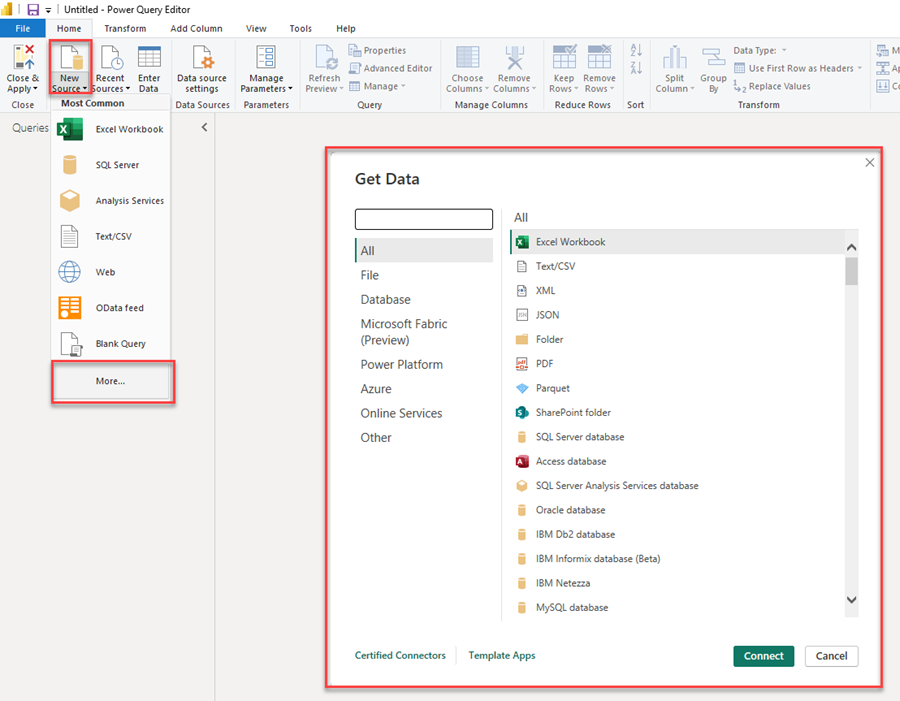 Untitled - Power Query Editor
File Home Transform Add Column View Tools Help
Close & Apply
New Source
Recent Sources
Enter Data
Data source settings
Manage Parameters
Refresh Preview
Properties
Advanced Editor
Manage
Choose Columns
Remove Columns
Keep Rows
Remove Rows
Split Column
Group By
Data Type:
Use First Row as Headers
Replace Values
Close
Data Sources
Parameters
Query
Manage Columns
Reduce Rows
Sort
Transform
Most Common
Queries
Excel Workbook
SQL Server
Analysis Services
Text/CSV
Web
OData feed
Blank Query
More...
Get Data
All
File
Database
Microsoft Fabric
(Preview)
Power Platform
Azure
Online Services
Other
All
Excel Workbook
Text/CSV
XML
JSON
Folder
PDF
Parquet
SharePoint folder
SQL Server database
Access database
SQL Server Analysis Services database
Oracle database
IBM Db2 database
IBM Informix database (Beta)
IBM Netezza
MySQL database
Certified Connectors
Template Apps
Connect
Cancel